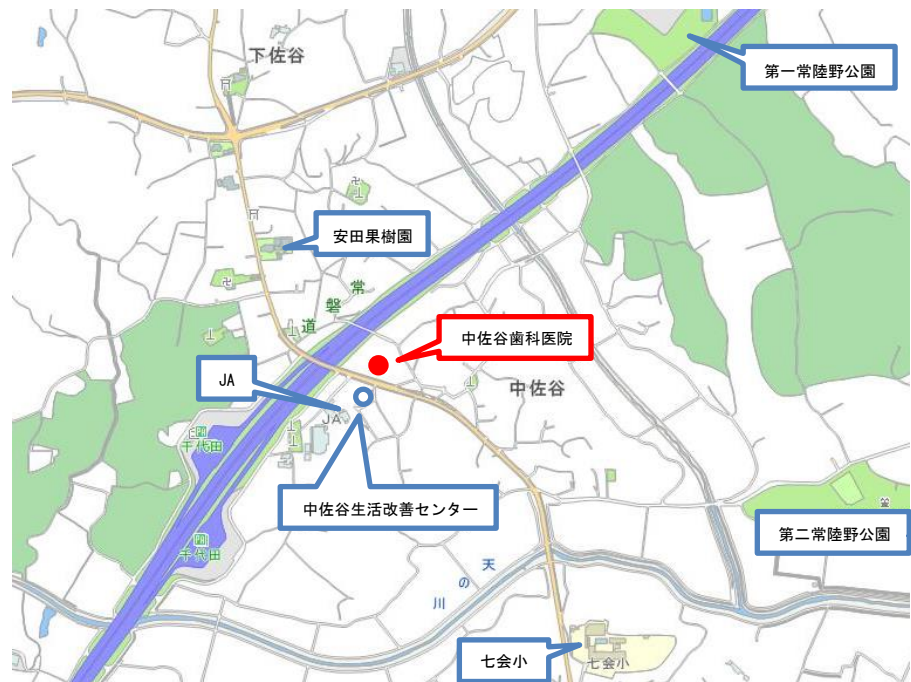 下佐谷
第一常陸野公園
安田果樹園
常磐道
中佐谷歯科医院
JA
中佐谷
JA
千代田
中佐谷生活改善センター
第二常陸野公園
千代田
天の川
七会小
七会小